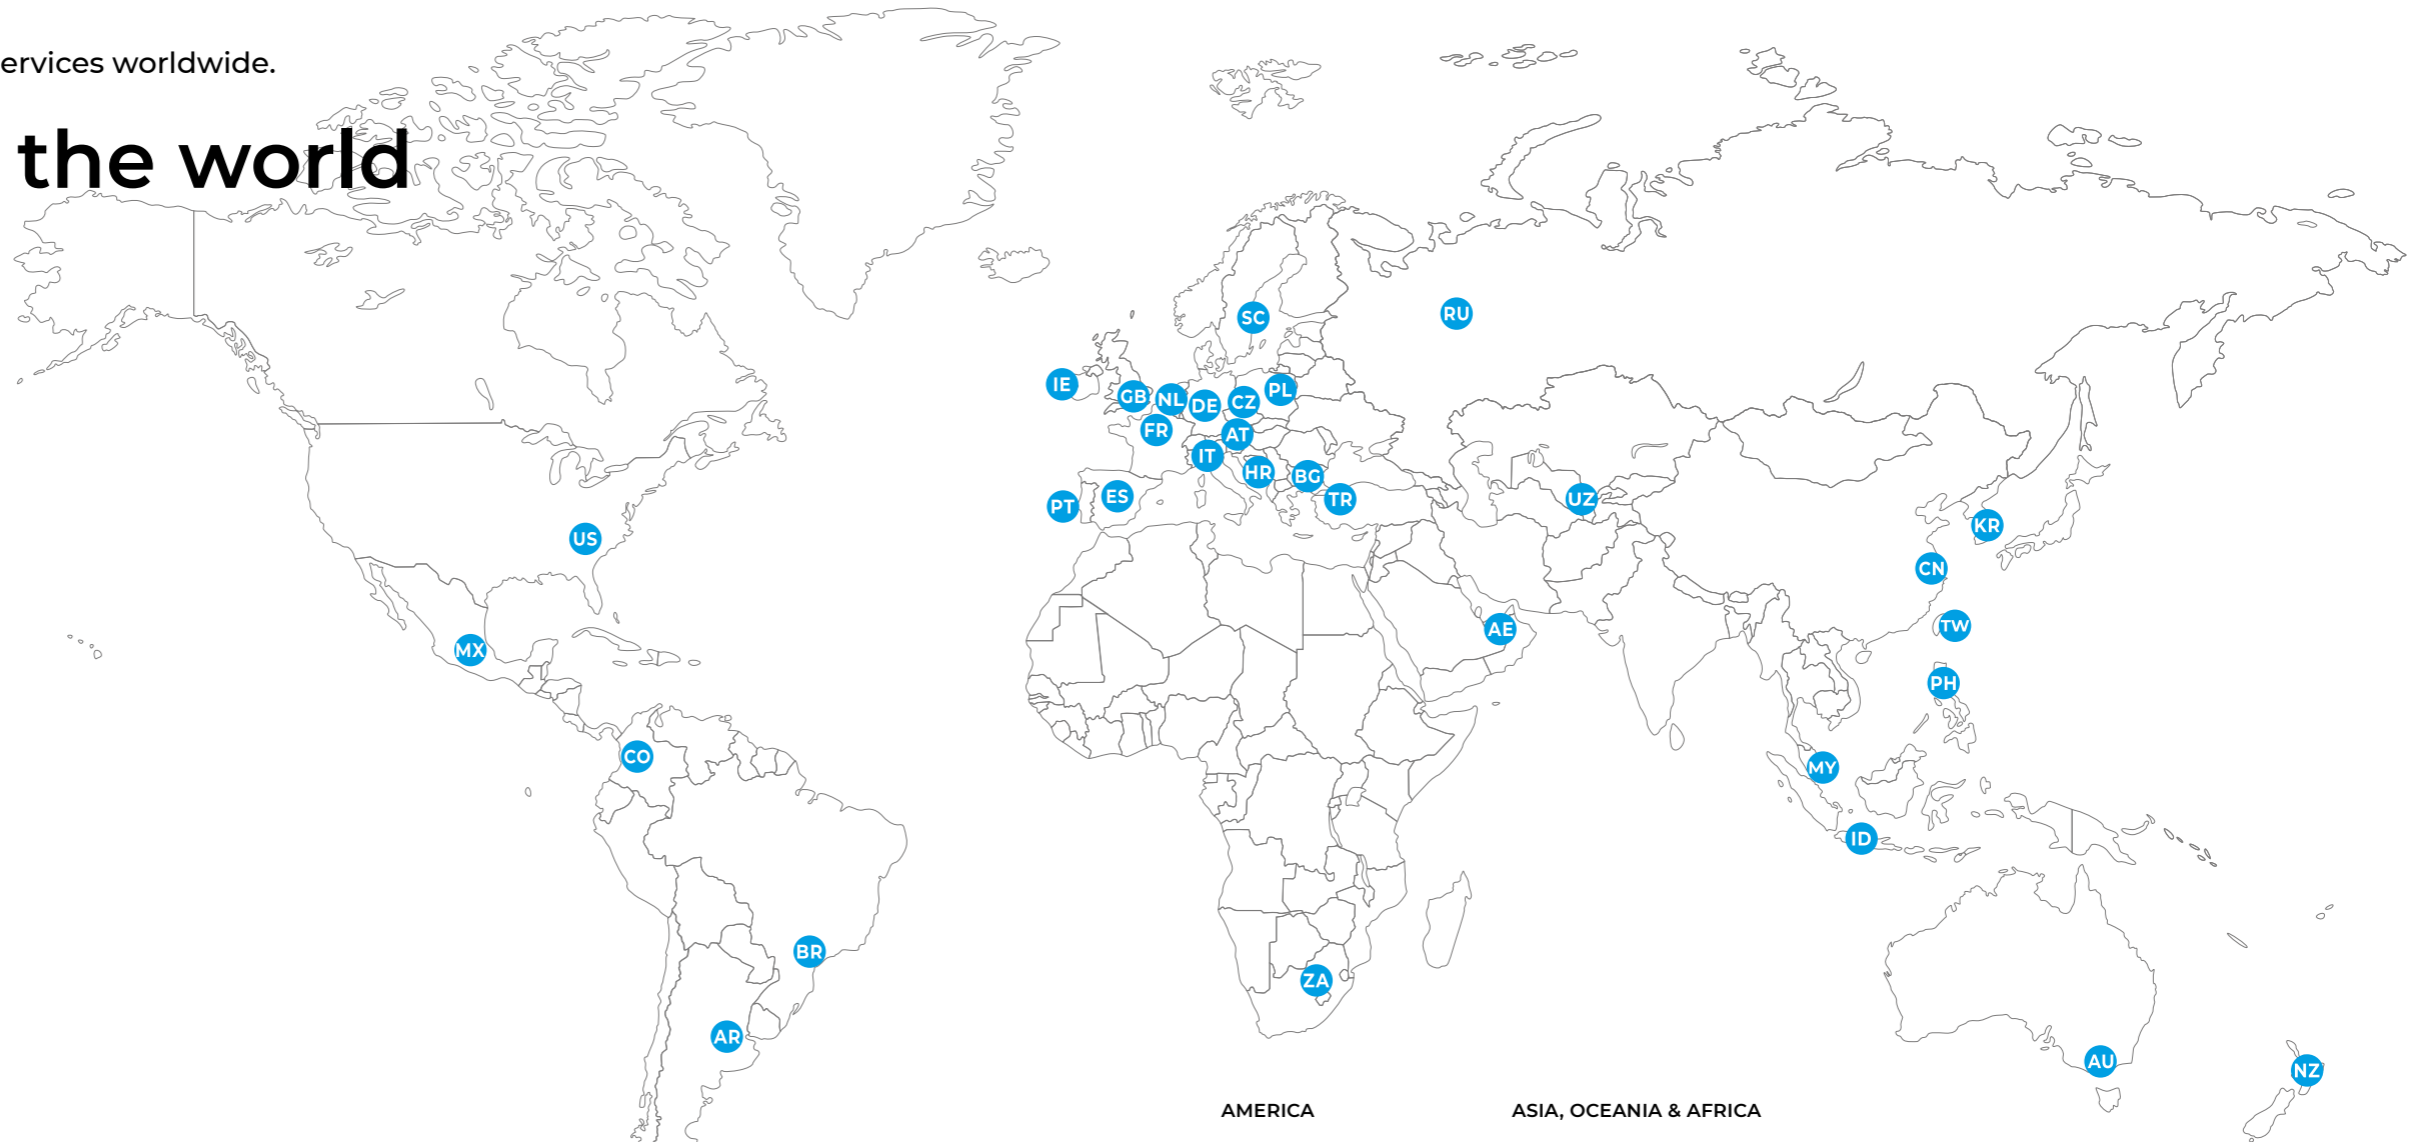 ervices worldwide.
the world
SC
RU
IE
GB
NL
DE
CZ
PL
FR
AT
IT
HR
BG
PT
ES
TR
UZ
US
KR
CN
AE
TW
MX
PH
CO
MY
ID
BR
ZA
AR
AU
NZ
AMERICA
ASIA, OCEANIA & AFRICA